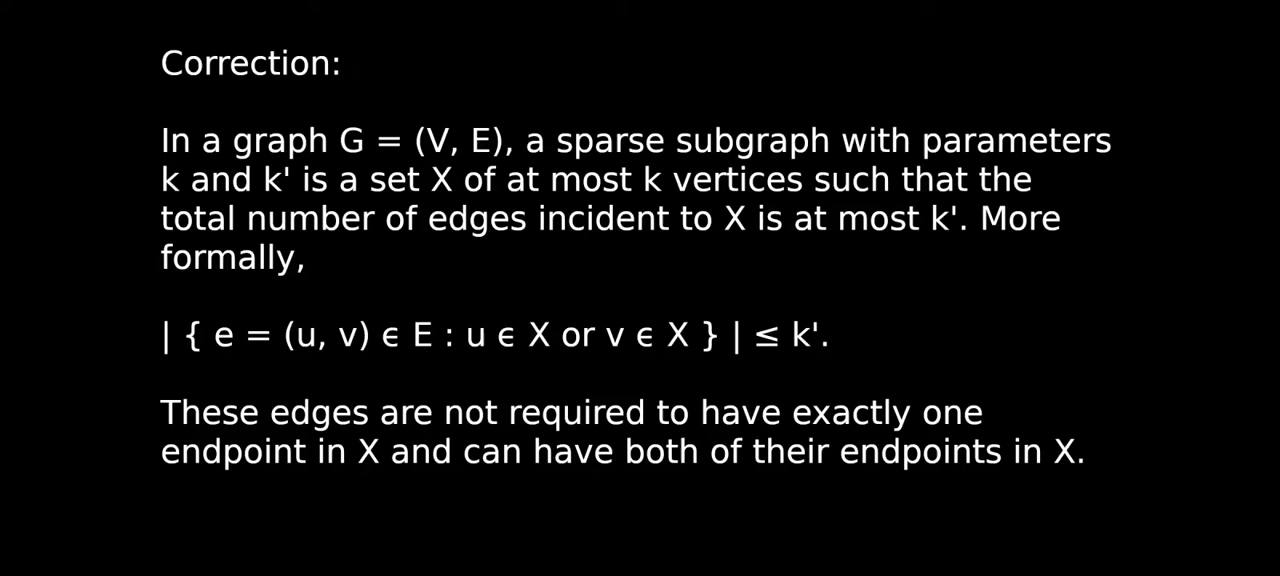 Correction:
In a graph G = (V, E), a sparse subgraph with parameters
k and k' is a set X of at most k vertices such that the
total number of edges incident to X is at most k'. More
formally,
| { e = (u, v) ϵ E : u ϵ X or v ϵ X } | ≤ k'.
These edges are not required to have exactly one
endpoint in X and can have both of their endpoints in X.